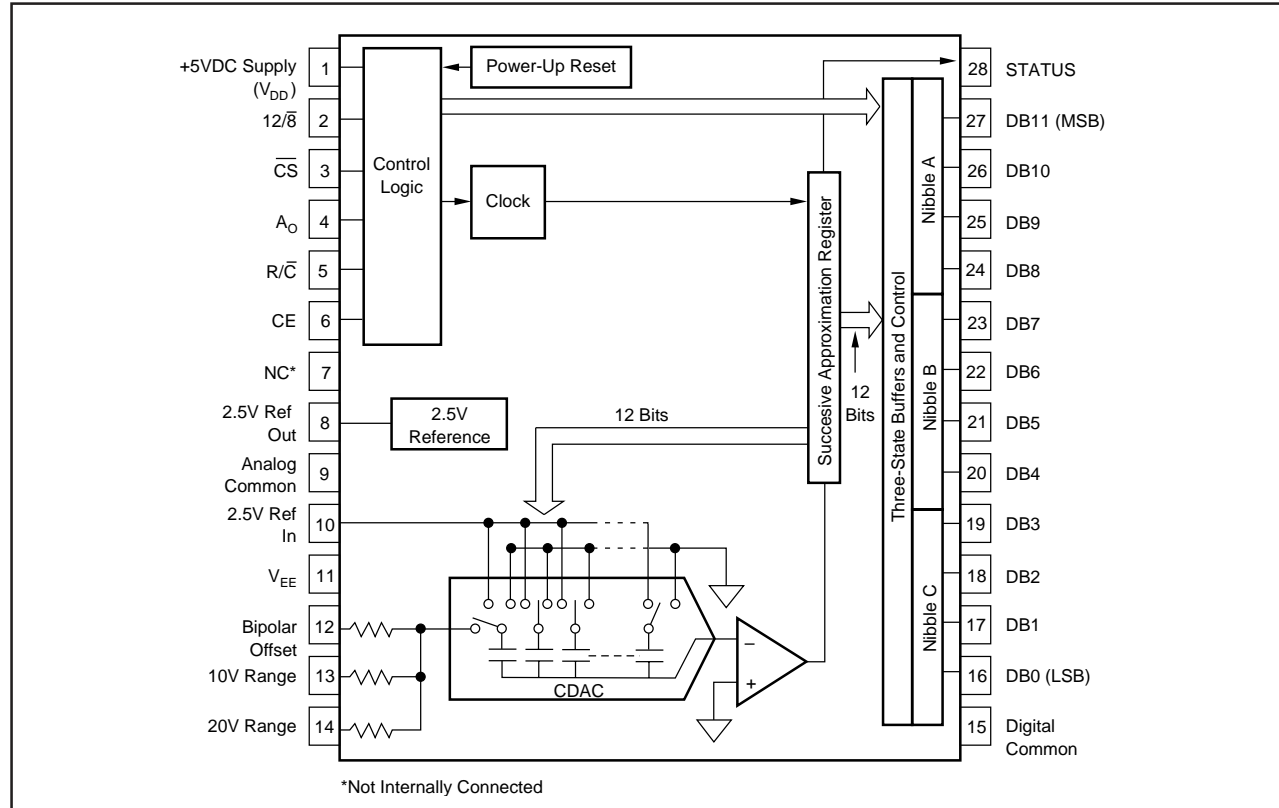 +5VDC Supply
(V_DD)
1
12/8̅
2
C̅S̅
3
A_O
4
R/C̅
5
CE
6
NC*
7
2.5V Ref
Out
8
Analog
Common
9
2.5V Ref
In
10
V_EE
11
Bipolar
Offset
12
10V Range
13
20V Range
14
Power-Up Reset
Control
Logic
Clock
2.5V
Reference
12 Bits
CDAC
–
+
Succesive Approximation Register
12
Bits
Three-State Buffers and Control
Nibble A
Nibble B
Nibble C
28
STATUS
27
DB11 (MSB)
26
DB10
25
DB9
24
DB8
23
DB7
22
DB6
21
DB5
20
DB4
19
DB3
18
DB2
17
DB1
16
DB0 (LSB)
15
Digital
Common
*Not Internally Connected